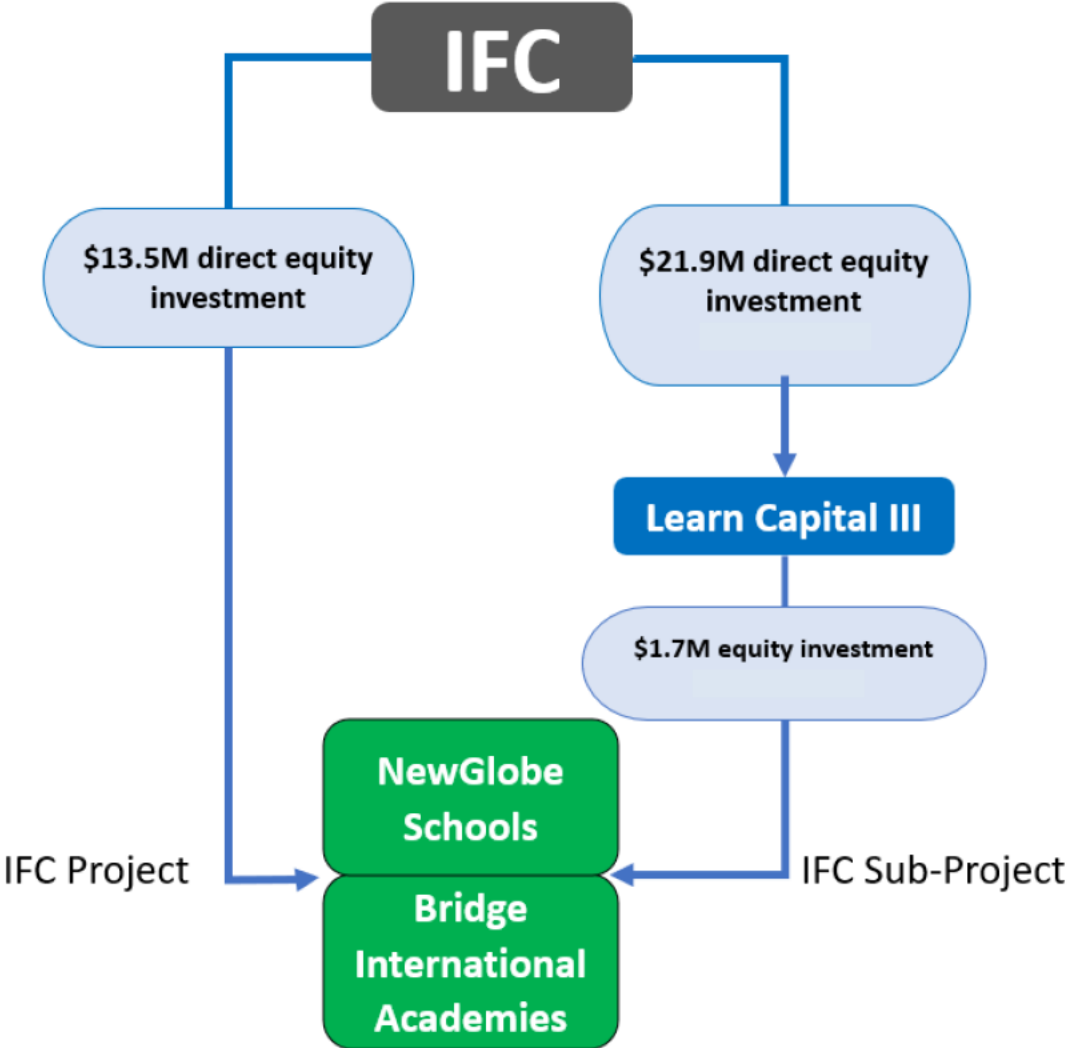 IFC
$13.5M direct equity
investment
$21.9M direct equity
investment
Learn Capital III
$1.7M equity investment
NewGlobe
Schools
IFC Project
IFC Sub-Project
Bridge
International
Academies